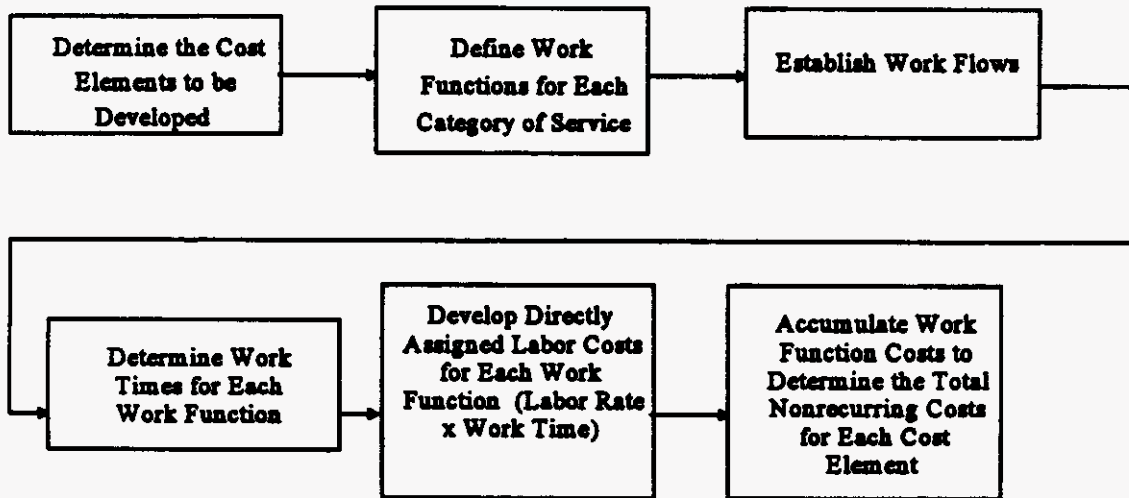 Determine the Cost
Elements to be
Developed
Define Work
Functions for Each
Category of Service
Establish Work Flows
Determine Work
Times for Each
Work Function
Develop Directly
Assigned Labor Costs
for Each Work
Function (Labor Rate
x Work Time)
Accumulate Work
Function Costs to
Determine the Total
Nonrecurring Costs
for Each Cost
Element